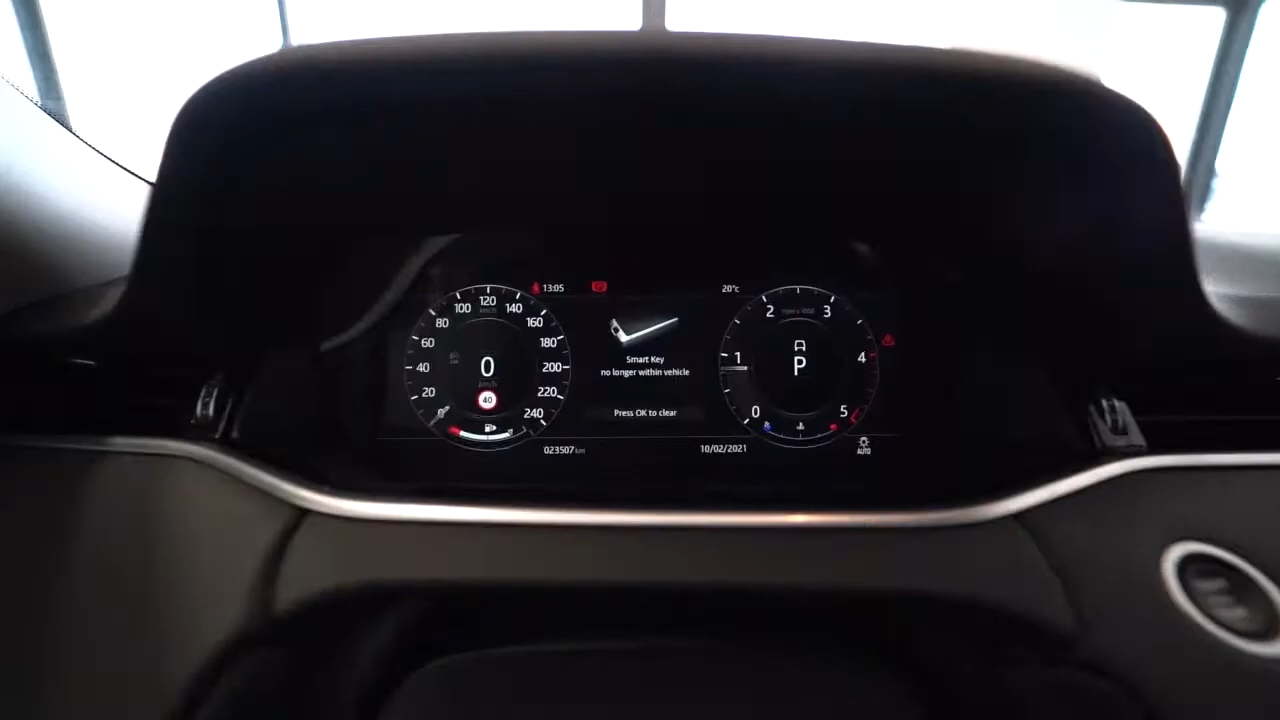 13:05
20°c
20
40
60
80
100
120
140
160
180
200
220
240
km/h
0
km/h
40
Smart Key
no longer within vehicle
Press OK to clear
0
1
2
3
4
5
P
023507 km
10/02/2021
AUTO